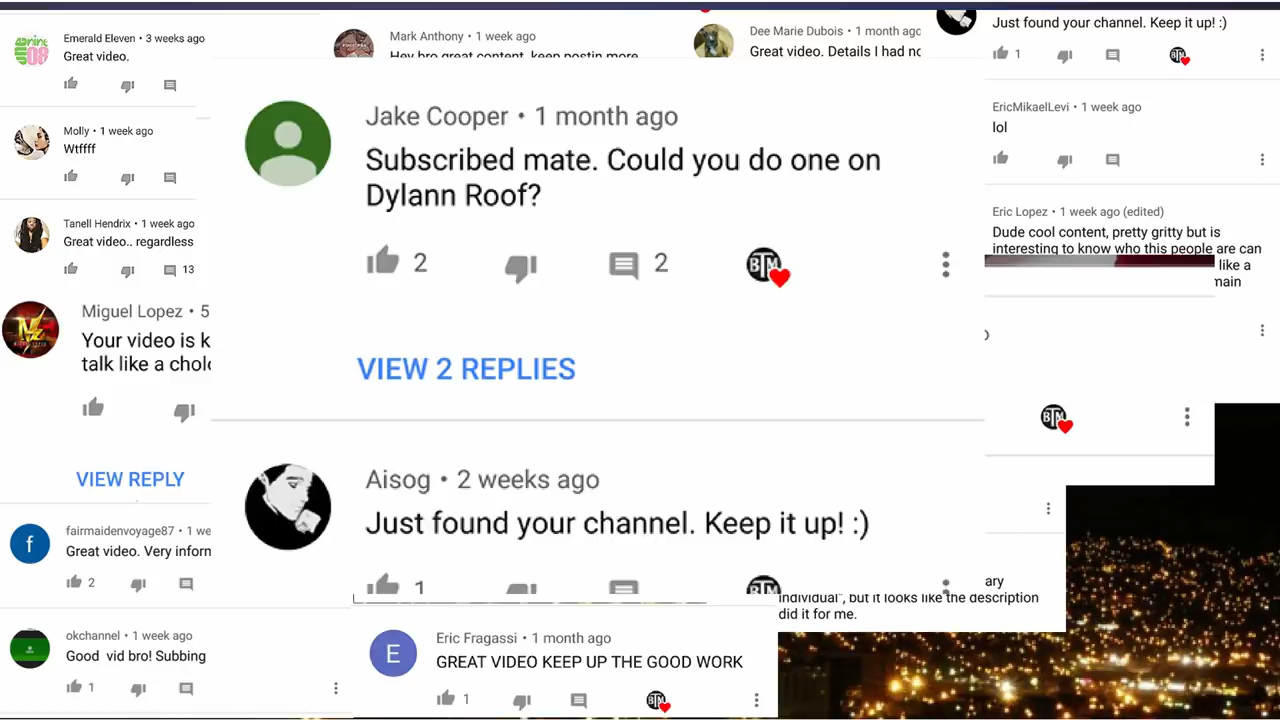 Emerald Eleven • 3 weeks ago
Great video.
Molly • 1 week ago
Wtffff
Tanell Hendrix • 1 week ago
Great video.. regardless
13
Miguel Lopez • 5
Your video is k
talk like a cholo
VIEW REPLY
fairmaidenvoyage87 • 1 we
Great video. Very inform
2
okchannel • 1 week ago
Good vid bro! Subbing
1
Mark Anthony • 1 week ago
Hey bro great content, keep postin more
Dee Marie Dubois • 1 month ago
Great video. Details I had no
Jake Cooper • 1 month ago
Subscribed mate. Could you do one on
Dylann Roof?
2
2
BTM
VIEW 2 REPLIES
Aisog • 2 weeks ago
Just found your channel. Keep it up! :)
1
BTM
Eric Fragassi • 1 month ago
GREAT VIDEO KEEP UP THE GOOD WORK
E
1
BTM
Just found your channel. Keep it up! :)
1
BTM
EricMikaelLevi • 1 week ago
lol
Eric Lopez • 1 week ago (edited)
Dude cool content, pretty gritty but is
interesting to know who this people are can
like a
main
BTM
ary
individual", but it looks like the description
did it for me.